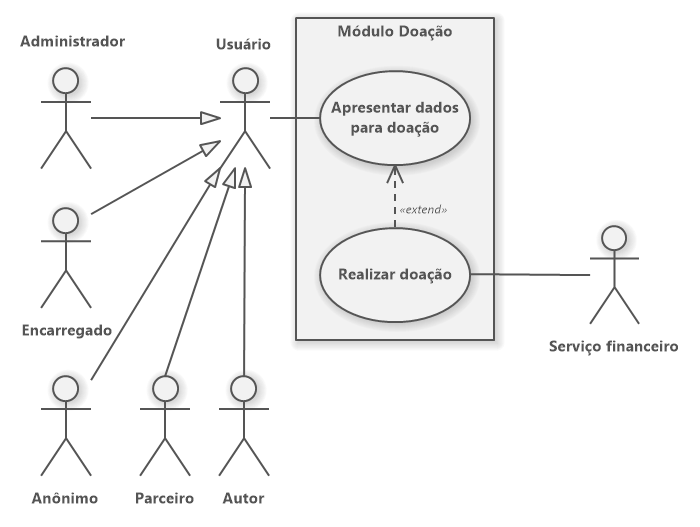 Administrador
Usuário
Módulo Doação
Apresentar dados
para doação
«extend»
Realizar doação
Encarregado
Serviço financeiro
Anônimo
Parceiro
Autor